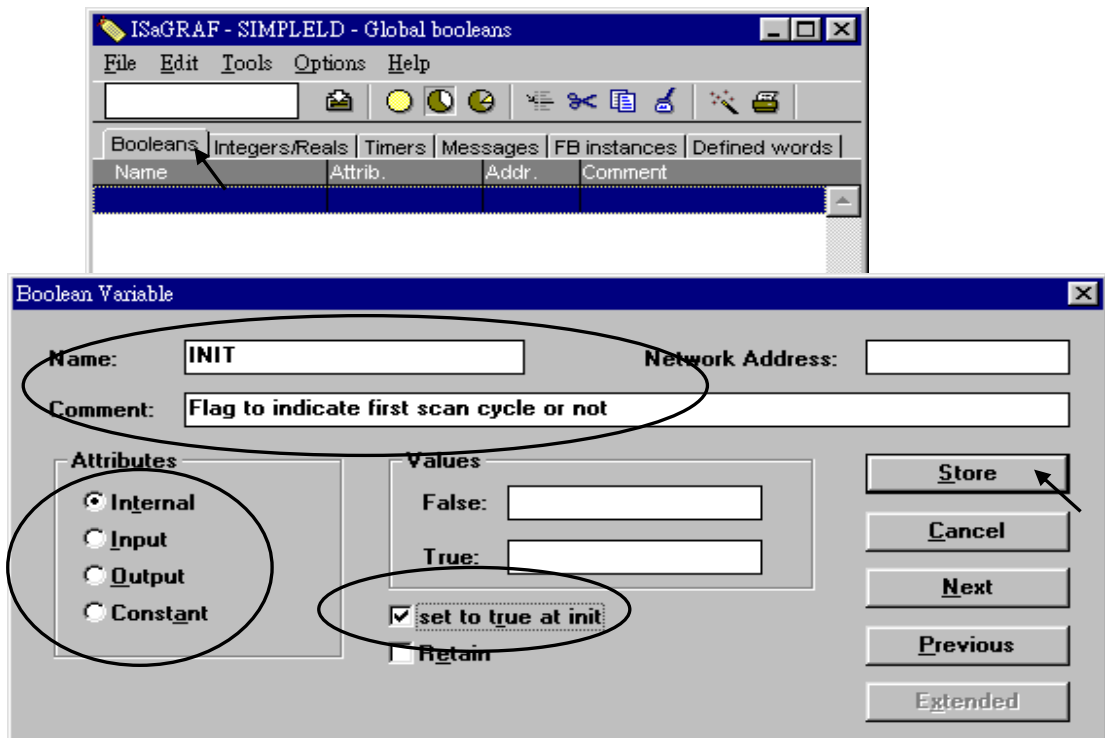 ISaGRAF - SIMPLELD - Global booleans
File Edit Tools Options Help
Booleans Integers/Reals Timers Messages FB instances Defined words
Name Attrib. Addr. Comment
Boolean Variable
Name: INIT Network Address:
Comment: Flag to indicate first scan cycle or not
Attributes Values
Internal False: Store
Input Cancel
True:
Output Next
Constant set to true at init
Retain Previous
Extended